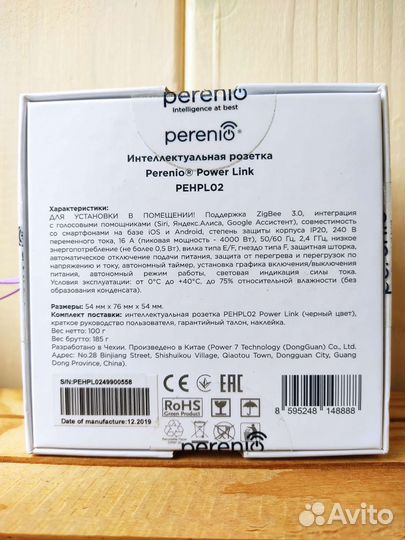 perenio
Intelligence at best
perenio®
Интеллектуальная розетка
Perenio® Power Link
PEHPL02
Характеристики:
ДЛЯ УСТАНОВКИ В ПОМЕЩЕНИИ! Поддержка ZigBee 3.0, интеграция
с голосовыми помощниками (Siri, Яндекс.Алиса, Google Ассистент), совместимость
со смартфонами на базе iOS и Android, степень защиты корпуса IP20, 240 В
переменного тока, 16 А (пиковая мощность - 4000 Вт), 50/60 Гц, 2,4 ГГц, низкое
энергопотребление (не более 0,5 Вт), вилка типа E/F, гнездо типа F, защитная шторка,
автоматическое отключение подачи питания, защита от перегрева и перегрузок по
напряжению и току, автономный таймер, установка графика включения/выключения
питания, автономный режим работы, световая индикация силы тока.
Условия эксплуатации: от 0°C до +40°C, до 75% относительной влажности (без
образования конденсата).
Размеры: 54 мм x 76 мм x 54 мм.
Комплект поставки: интеллектуальная розетка PEHPL02 Power Link (черный цвет),
краткое руководство пользователя, гарантийный талон, наклейка.
Вес нетто: 100 г
Вес брутто: 185 г
Разработано в Чехии. Произведено в Китае (Power 7 Technology (DongGuan) Co. Ltd.
Адрес: No.28 Binjiang Street, Shishuikou Village, Qiaotou Town, Dongguan City, Guang
Dong Province, China).
S/N:PEHPL0249900558
Date of manufacture:12.2019
CE
EAC
RoHS
Green Product
8 595248 148888
perenio
Avito